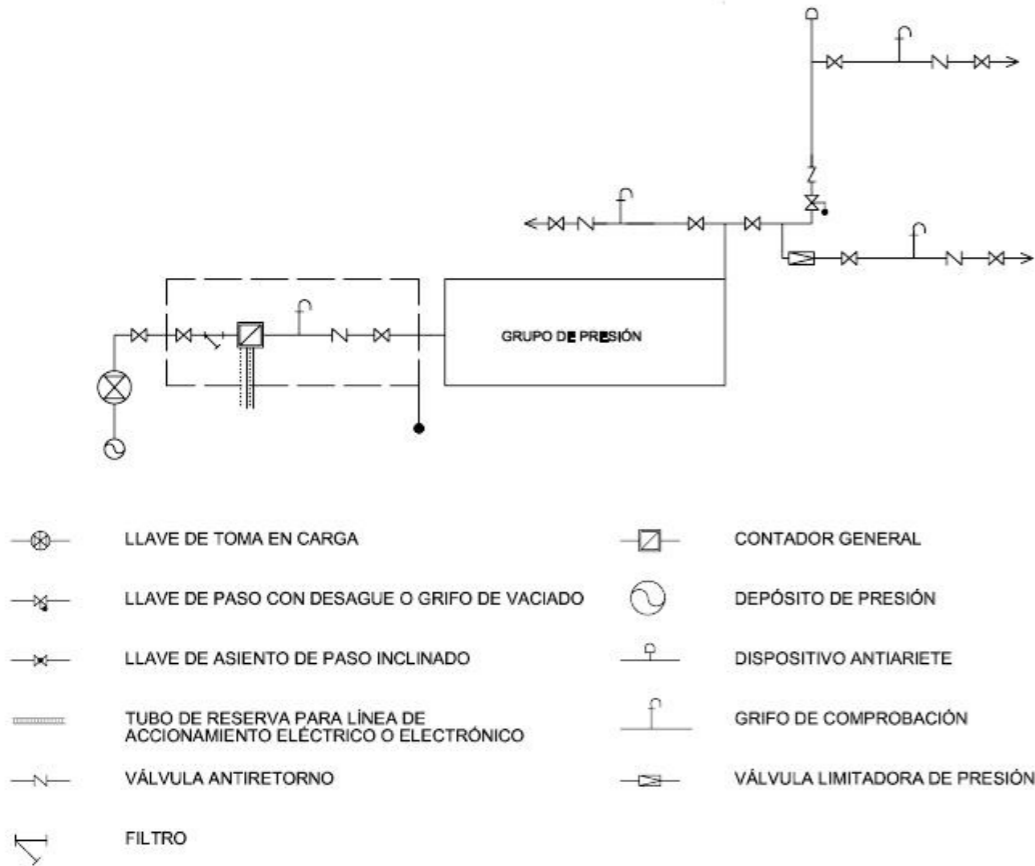 GRUPO DE PRESIÓN
LLAVE DE TOMA EN CARGA
LLAVE DE PASO CON DESAGUE O GRIFO DE VACIADO
LLAVE DE ASIENTO DE PASO INCLINADO
TUBO DE RESERVA PARA LÍNEA DE
ACCIONAMIENTO ELÉCTRICO O ELECTRÓNICO
VÁLVULA ANTIRETORNO
FILTRO
CONTADOR GENERAL
DEPÓSITO DE PRESIÓN
DISPOSITIVO ANTIARIETE
GRIFO DE COMPROBACIÓN
VÁLVULA LIMITADORA DE PRESIÓN